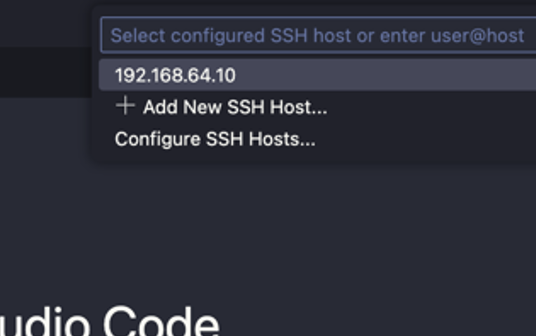 Select configured SSH host or enter user@host
192.168.64.10
+ Add New SSH Host...
Configure SSH Hosts...
udio Code